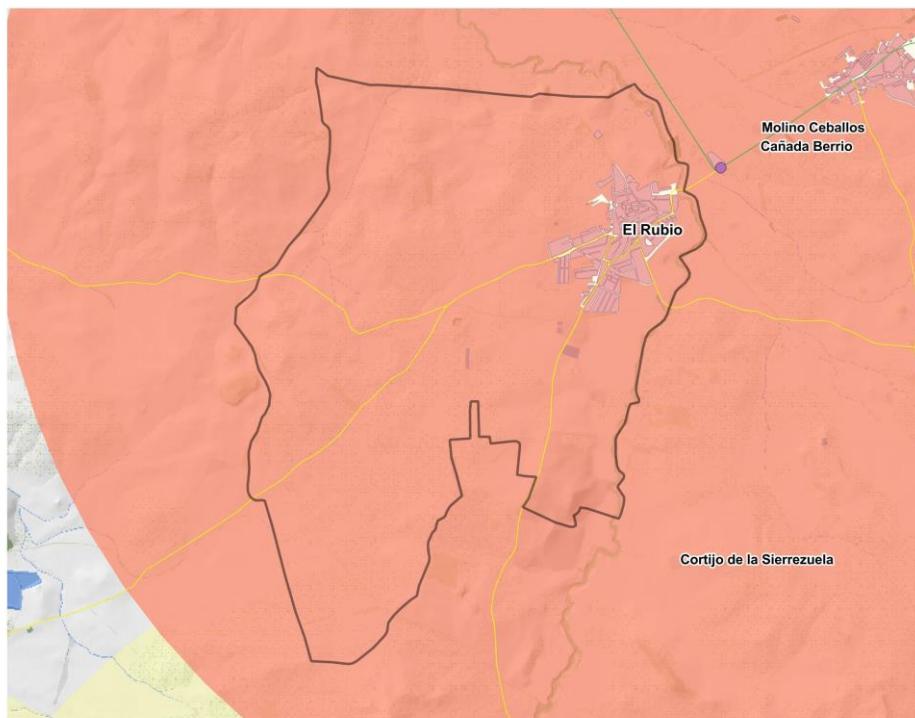 Molino Ceballos
Cañada Berrio
El Rubio
Cortijo de la Sierrezuela